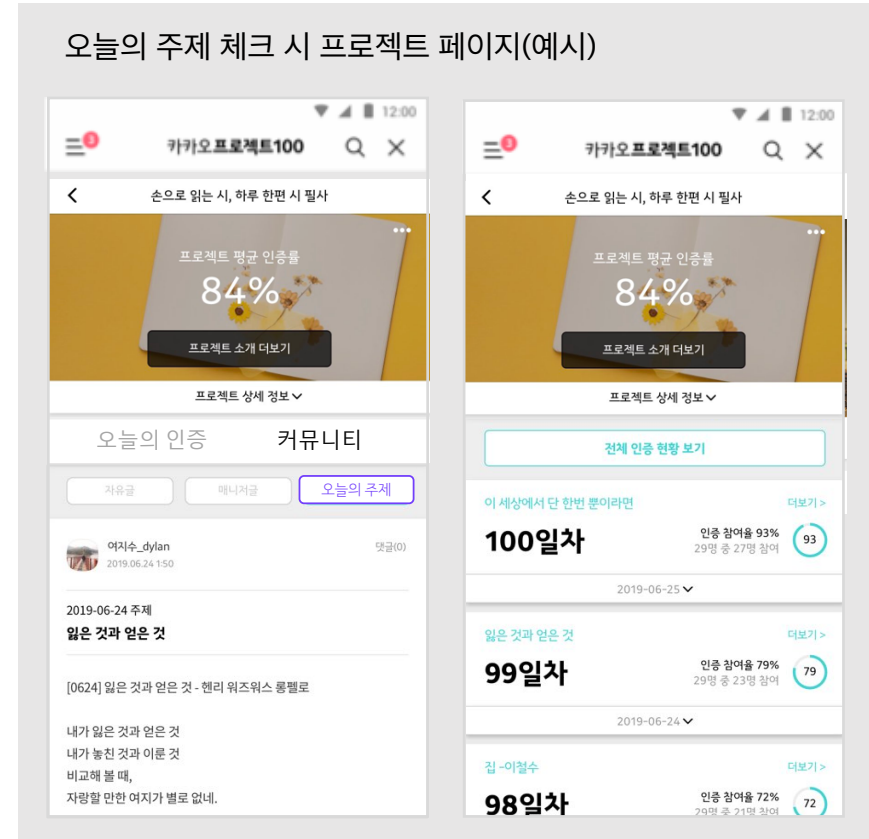 오늘의 주제 체크 시 프로젝트 페이지(예시)
12:00
3
카카오프로젝트100
손으로 읽는 시, 하루 한편 시 필사
프로젝트 평균 인증률
84%
프로젝트 소개 더보기
프로젝트 상세 정보
오늘의 인증
커뮤니티
자유글
매니저글
오늘의 주제
여지수_dylan
댓글(0)
2019.06.24 1:50
2019-06-24 주제
잃은 것과 얻은 것
[0624] 잃은 것과 얻은 것 - 헨리 워즈워스 롱펠로
내가 잃은 것과 얻은 것
내가 놓친 것과 이룬 것
비교해 볼 때,
자랑할 만한 여지가 별로 없네.
12:00
3
카카오프로젝트100
손으로 읽는 시, 하루 한편 시 필사
프로젝트 평균 인증률
84%
프로젝트 소개 더보기
프로젝트 상세 정보
전체 인증 현황 보기
이 세상에서 단 한번 뿐이라면
더보기 >
100일차
인증 참여율 93%
29명 중 27명 참여
93
2019-06-25
잃은 것과 얻은 것
더보기 >
99일차
인증 참여율 79%
29명 중 23명 참여
79
2019-06-24
집 -이철수
더보기 >
98일차
인증 참여율 72%
29명 중 21명 참여
72